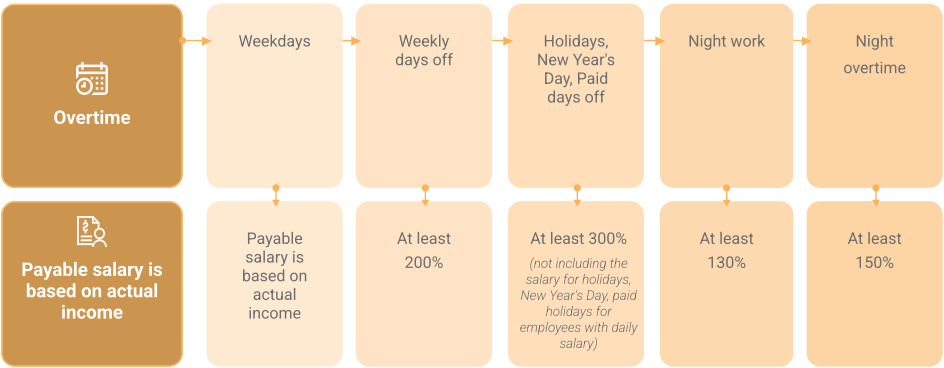 Overtime
Weekdays
Weekly
days off
Holidays,
New Year's
Day, Paid
days off
Night work
Night
overtime
Payable salary is
based on actual
income
Payable
salary is
based on
actual
income
At least
200%
At least 300%
(not including the
salary for holidays,
New Year's Day, paid
holidays for
employees with daily
salary)
At least
130%
At least
150%